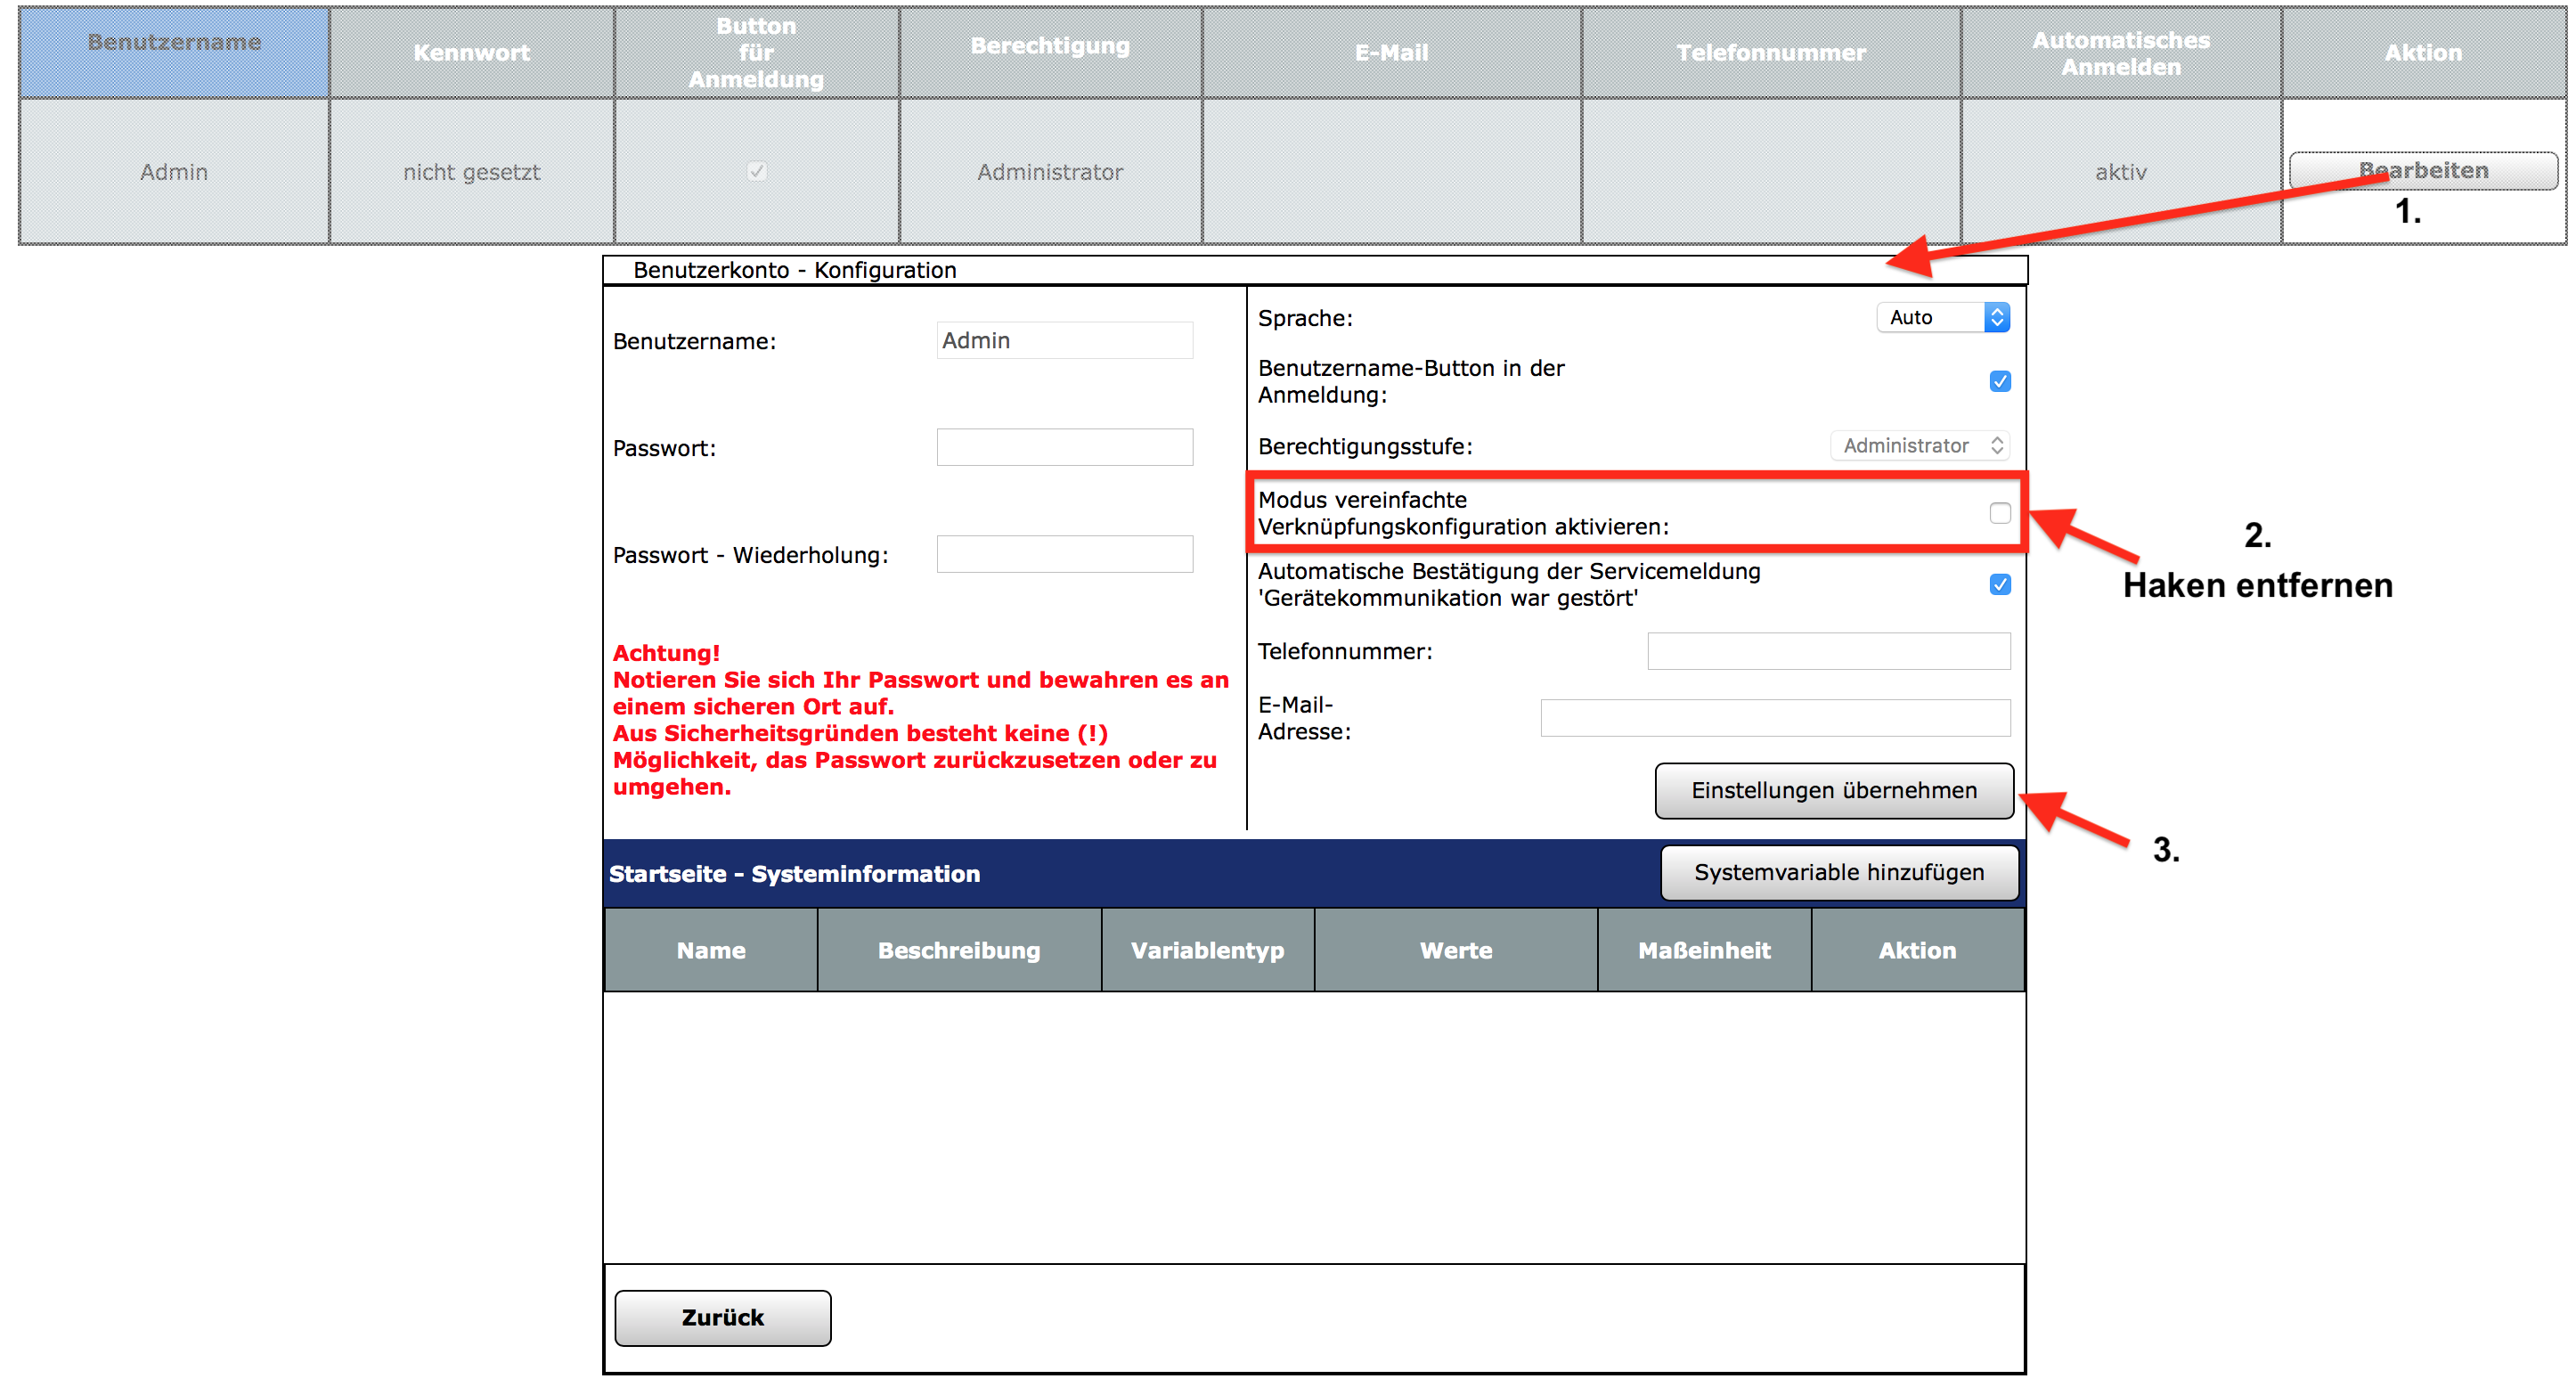 Benutzername
Kennwort
Button
für
Anmeldung
Berechtigung
E-Mail
Telefonnummer
Automatisches
Anmelden
Aktion
Admin
nicht gesetzt
Administrator
aktiv
Bearbeiten
1.
Benutzerkonto - Konfiguration
Benutzername:
Admin
Passwort:
Passwort - Wiederholung:
Achtung!
Notieren Sie sich Ihr Passwort und bewahren es an
einem sicheren Ort auf.
Aus Sicherheitsgründen besteht keine (!)
Möglichkeit, das Passwort zurückzusetzen oder zu
umgehen.
Sprache:
Auto
Benutzername-Button in der
Anmeldung:
Berechtigungsstufe:
Administrator
Modus vereinfachte
Verknüpfungskonfiguration aktivieren:
2.
Haken entfernen
Automatische Bestätigung der Servicemeldung
'Gerätekommunikation war gestört'
Telefonnummer:
E-Mail-
Adresse:
Einstellungen übernehmen
3.
Startseite - Systeminformation
Systemvariable hinzufügen
Name
Beschreibung
Variablentyp
Werte
Maßeinheit
Aktion
Zurück